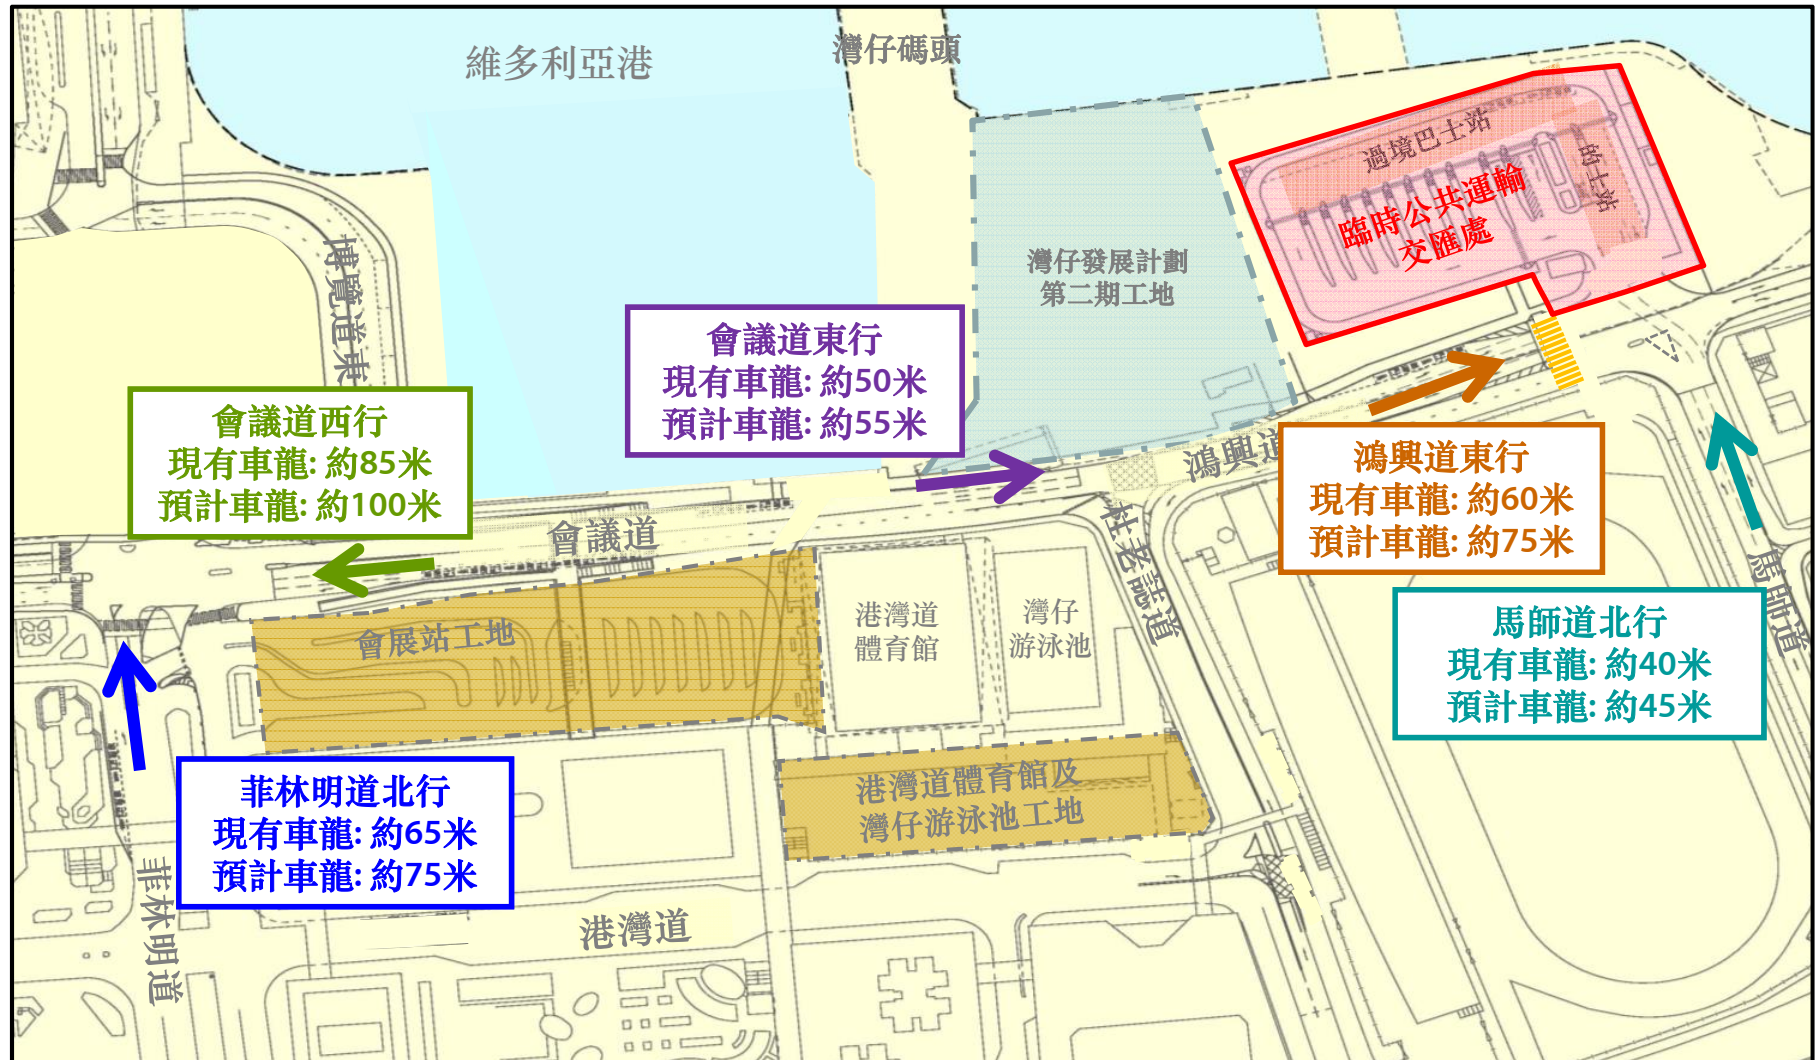 維多利亞港
灣仔碼頭
過境巴士站
的士站
臨時公共運輸
交匯處
灣仔發展計劃
第二期工地
博覽道東
會議道東行
現有車龍: 約50米
預計車龍: 約55米
會議道西行
現有車龍: 約85米
預計車龍: 約100米
鴻興道
鴻興道東行
現有車龍: 約60米
預計車龍: 約75米
會議道
杜老誌道
馬師道
馬師道北行
現有車龍: 約40米
預計車龍: 約45米
會展站工地
港灣道
體育館
灣仔
游泳池
菲林明道北行
現有車龍: 約65米
預計車龍: 約75米
港灣道體育館及
灣仔游泳池工地
菲林明道
港灣道